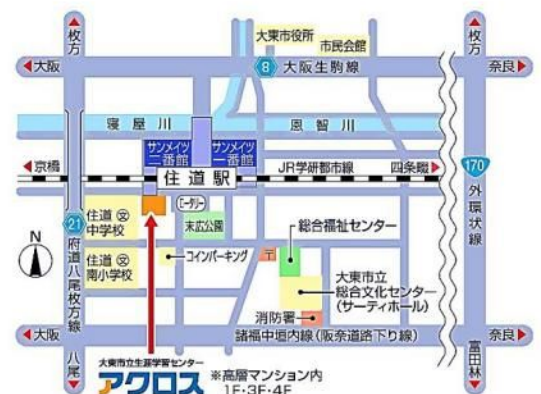 枚方
大阪
大東市役所
市民会館
8
大阪生駒線
枚方
奈良
寝屋川
恩智川
サンメイツ
二番館
サンメイツ
一番館
京橋
住道駅
JR学研都市線
四条畷
170
外環状線
21
府道八尾枚方線
住道
中学校
ロータリー
末広公園
総合福祉センター
N
住道
南小学校
コインパーキング
〒
大東市立
総合文化センター
(サーティホール)
消防署
大阪
諸福中垣内線(阪奈道路下り線)
奈良
八尾
富田林
大東市立生涯学習センター
アクロス
※高層マンション内
1F・3F・4F